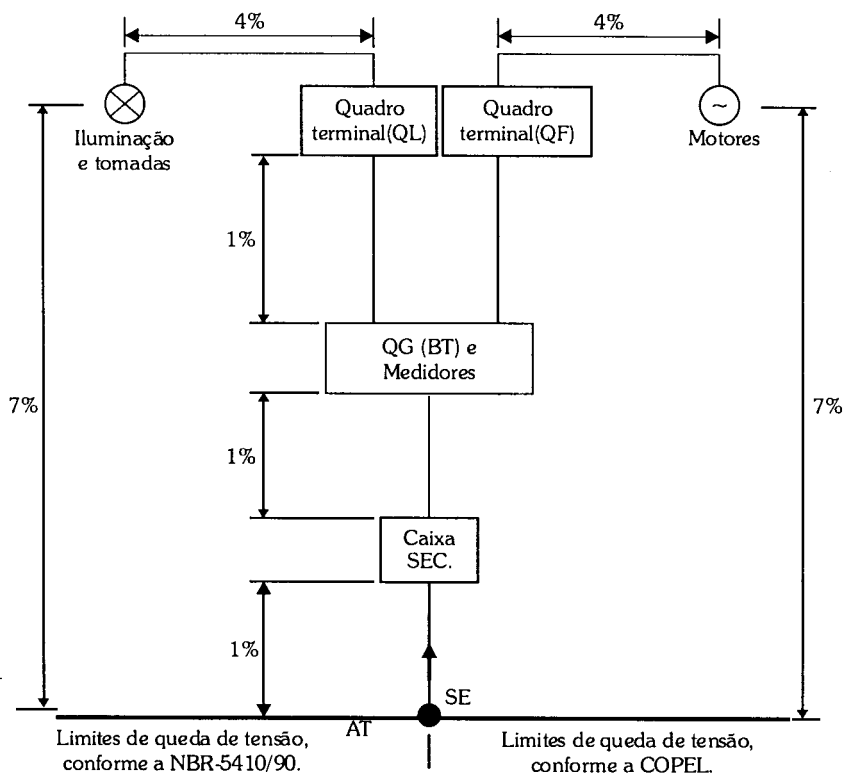 4%
4%
Quadro
terminal(QL)
Quadro
terminal(QF)
~
Iluminação
e tomadas
Motores
1%
QG (BT) e
Medidores
7%
7%
1%
Caixa
SEC.
1%
SE
AT
Limites de queda de tensão,
conforme a NBR-5410/90.
Limites de queda de tensão,
conforme a COPEL.